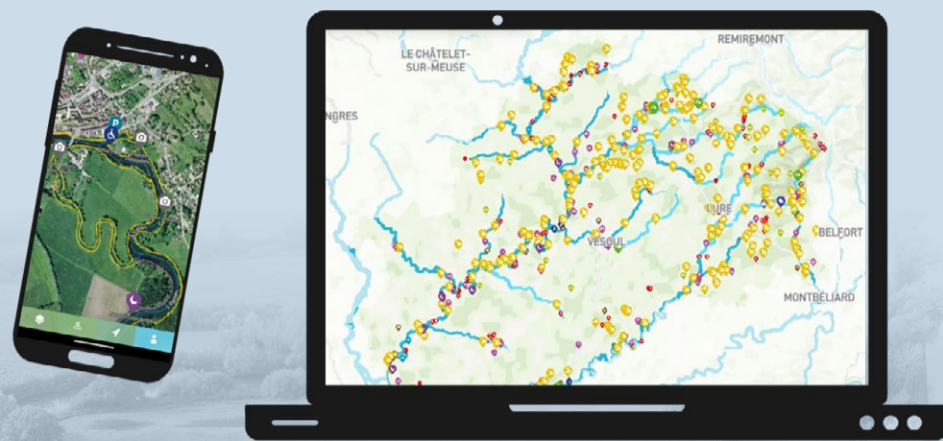 P
LE CHÂTELET-
SUR-MEUSE
REMIREMONT
NGRES
LURE
VESOUL
BELFORT
MONTBÉLIARD